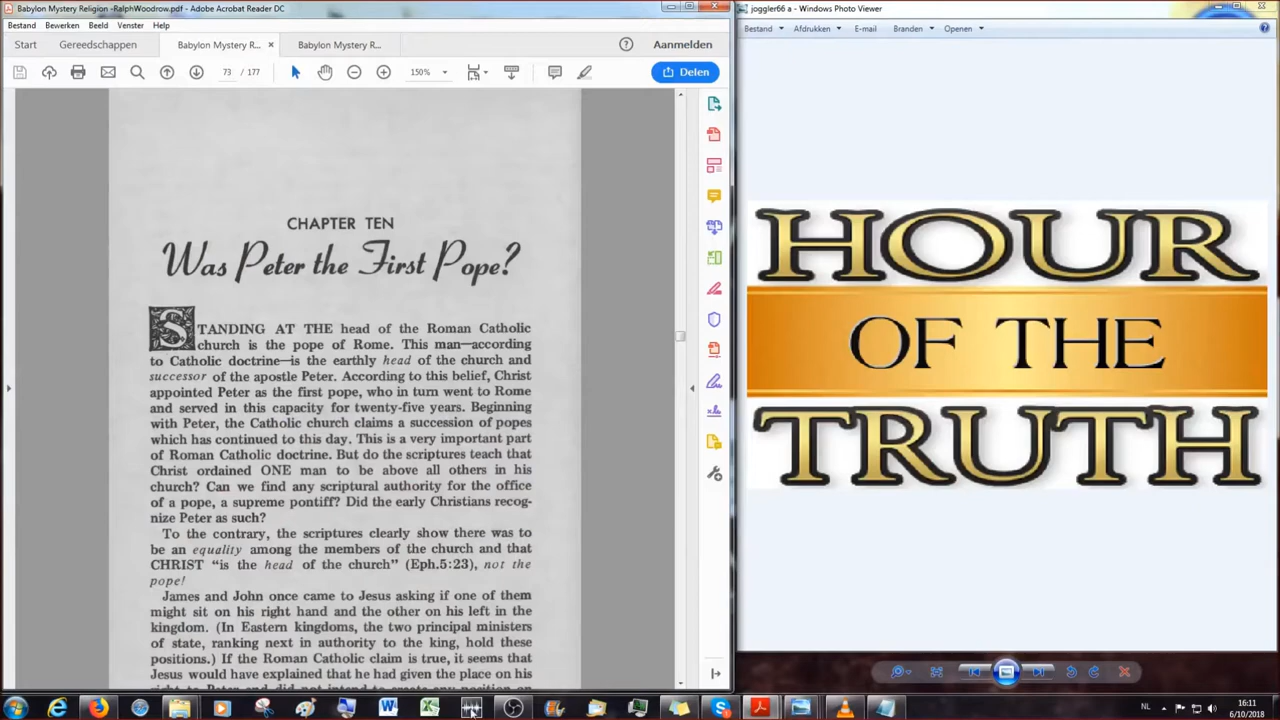 Babylon Mystery Religion -RalphWoodrow.pdf - Adobe Acrobat Reader DC
Bestand Bewerken Beeld Venster Help
Start Gereedschappen Babylon Mystery R... × Babylon Mystery R... Aanmelden
73 / 177 150% Delen
CHAPTER TEN
Was Peter the First Pope?
STANDING AT THE head of the Roman Catholic
church is the pope of Rome. This man—according
to Catholic doctrine—is the earthly head of the church and
successor of the apostle Peter. According to this belief, Christ
appointed Peter as the first pope, who in turn went to Rome
and served in this capacity for twenty-five years. Beginning
with Peter, the Catholic church claims a succession of popes
which has continued to this day. This is a very important part
of Roman Catholic doctrine. But do the scriptures teach that
Christ ordained ONE man to be above all others in his
church? Can we find any scriptural authority for the office
of a pope, a supreme pontiff? Did the early Christians recog-
nize Peter as such?
To the contrary, the scriptures clearly show there was to
be an equality among the members of the church and that
CHRIST "is the head of the church" (Eph.5:23), not the
pope!
James and John once came to Jesus asking if one of them
might sit on his right hand and the other on his left in the
kingdom. (In Eastern kingdoms, the two principal ministers
of state, ranking next in authority to the king, hold these
positions.) If the Roman Catholic claim is true, it seems that
Jesus would have explained that he had given the place on his
right to Peter and did not intend to create any position on
joggler66 a - Windows Photo Viewer
Bestand Afdrukken E-mail Branden Openen
HOUR
OF THE
TRUTH
NL 16:11
6/10/2018